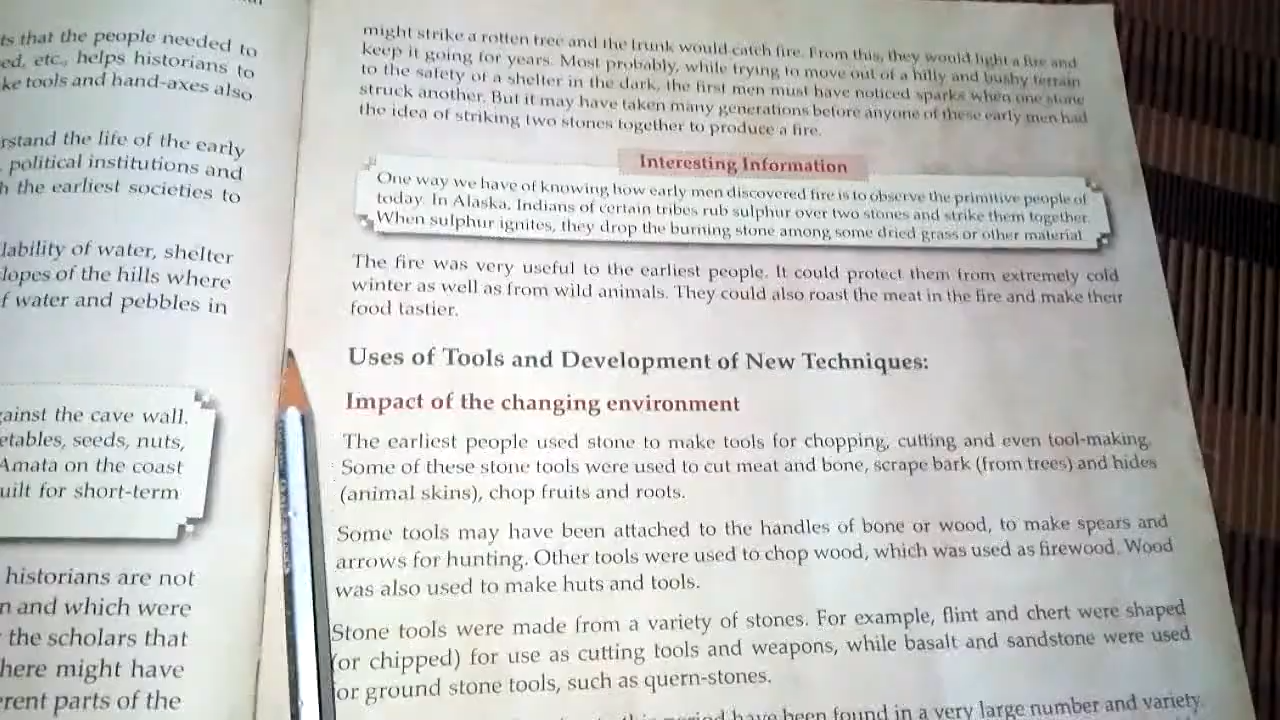 ts that the people needed to
ed, etc., helps historians to
ke tools and hand-axes also
rstand the life of the early
political institutions and
h the earliest societies to
lability of water, shelter
lopes of the hills where
f water and pebbles in
gainst the cave wall.
etables, seeds, nuts,
Amata on the coast
uilt for short-term
historians are not
n and which were
the scholars that
here might have
erent parts of the
might strike a rotten tree and the trunk would catch fire. From this, they would light a fire and
keep it going for years. Most probably, while trying to move out of a hilly and bushy terrain
to the safety of a shelter in the dark, the first men must have noticed sparks when one stone
struck another. But it may have taken many generations before anyone of these early men had
the idea of striking two stones together to produce a fire.
Interesting Information
One way we have of knowing how early men discovered fire is to observe the primitive people of
today. In Alaska, Indians of certain tribes rub sulphur over two stones and strike them together.
When sulphur ignites, they drop the burning stone among some dried grass or other material.
The fire was very useful to the earliest people. It could protect them from extremely cold
winter as well as from wild animals. They could also roast the meat in the fire and make their
food tastier.
Uses of Tools and Development of New Techniques:
Impact of the changing environment
The earliest people used stone to make tools for chopping, cutting and even tool-making.
Some of these stone tools were used to cut meat and bone, scrape bark (from trees) and hides
(animal skins), chop fruits and roots.
Some tools may have been attached to the handles of bone or wood, to make spears and
arrows for hunting. Other tools were used to chop wood, which was used as firewood. Wood
was also used to make huts and tools.
Stone tools were made from a variety of stones. For example, flint and chert were shaped
(or chipped) for use as cutting tools and weapons, while basalt and sandstone were used
for ground stone tools, such as quern-stones.
this period have been found in a very large number and variety.